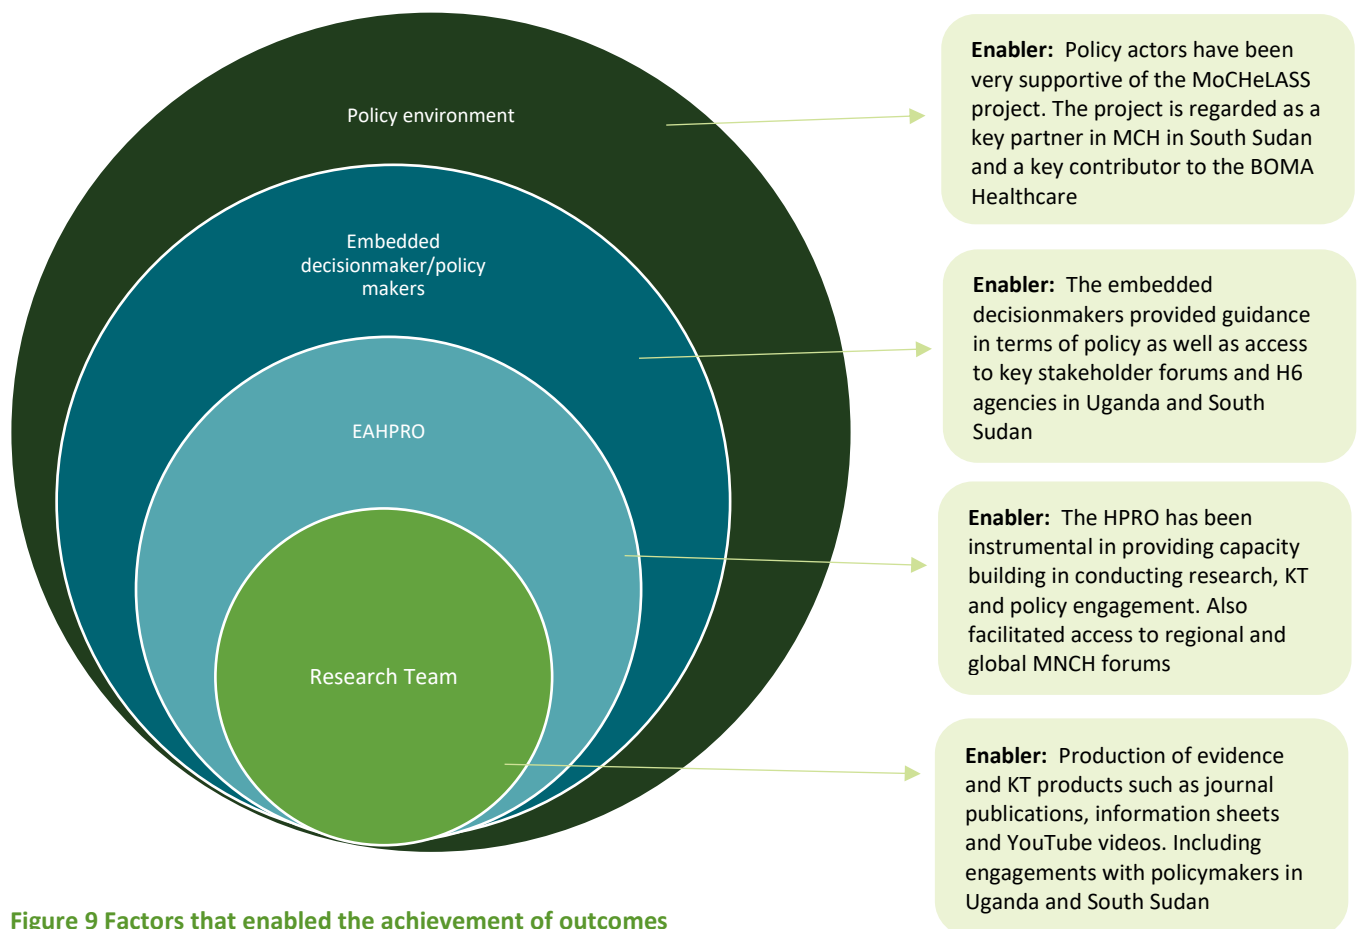 Policy environment
Embedded
decisionmaker/policy
makers
EAHPRO
Research Team
Enabler: Policy actors have been
very supportive of the MoCHeLASS
project. The project is regarded as a
key partner in MCH in South Sudan
and a key contributor to the BOMA
Healthcare
Enabler: The embedded
decisionmakers provided guidance
in terms of policy as well as access
to key stakeholder forums and H6
agencies in Uganda and South
Sudan
Enabler: The HPRO has been
instrumental in providing capacity
building in conducting research, KT
and policy engagement. Also
facilitated access to regional and
global MNCH forums
Enabler: Production of evidence
and KT products such as journal
publications, information sheets
and YouTube videos. Including
engagements with policymakers in
Uganda and South Sudan
Figure 9 Factors that enabled the achievement of outcomes